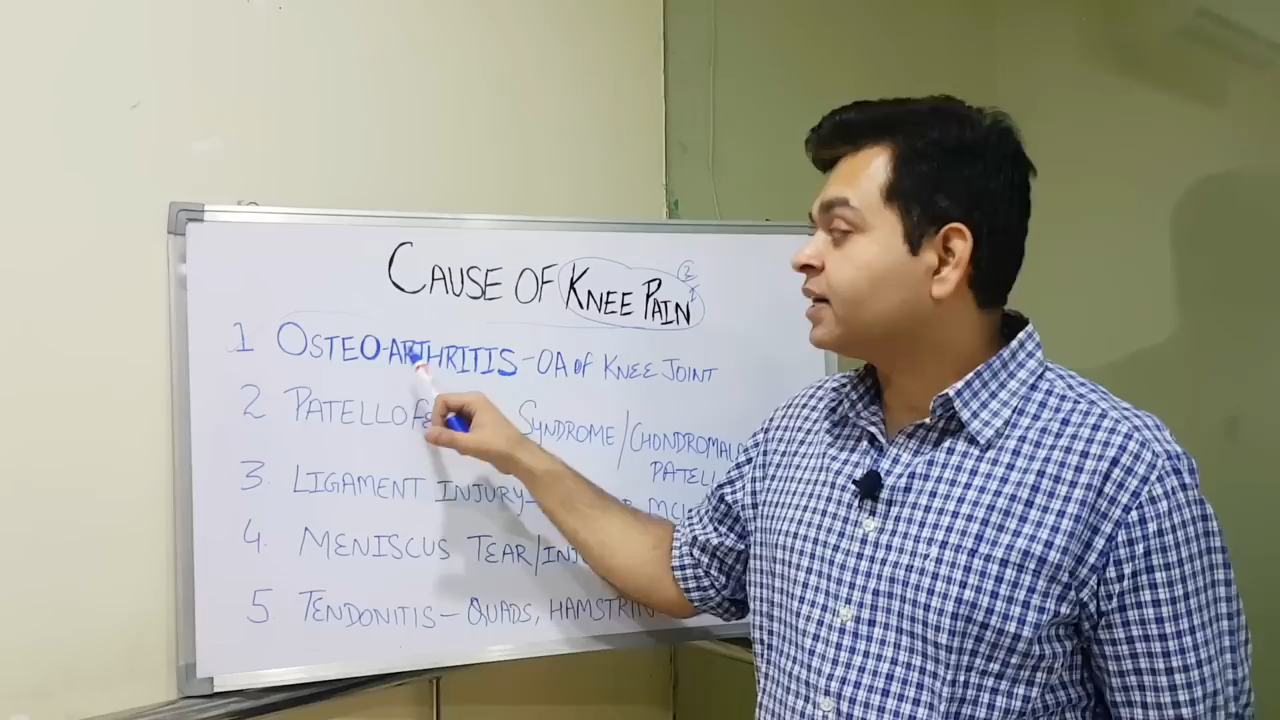 CAUSE OF KNEE PAIN 2
1 OSTEO-ARTHRITIS - OA OF KNEE JOINT
2 SYNDROME/CHONDROMALA
PATELL
3. LIGAMENT INJURY- MCL
4. MENISCUS TEAR/INJ
5 TENDONITIS - QUADS, HAMSTRIN